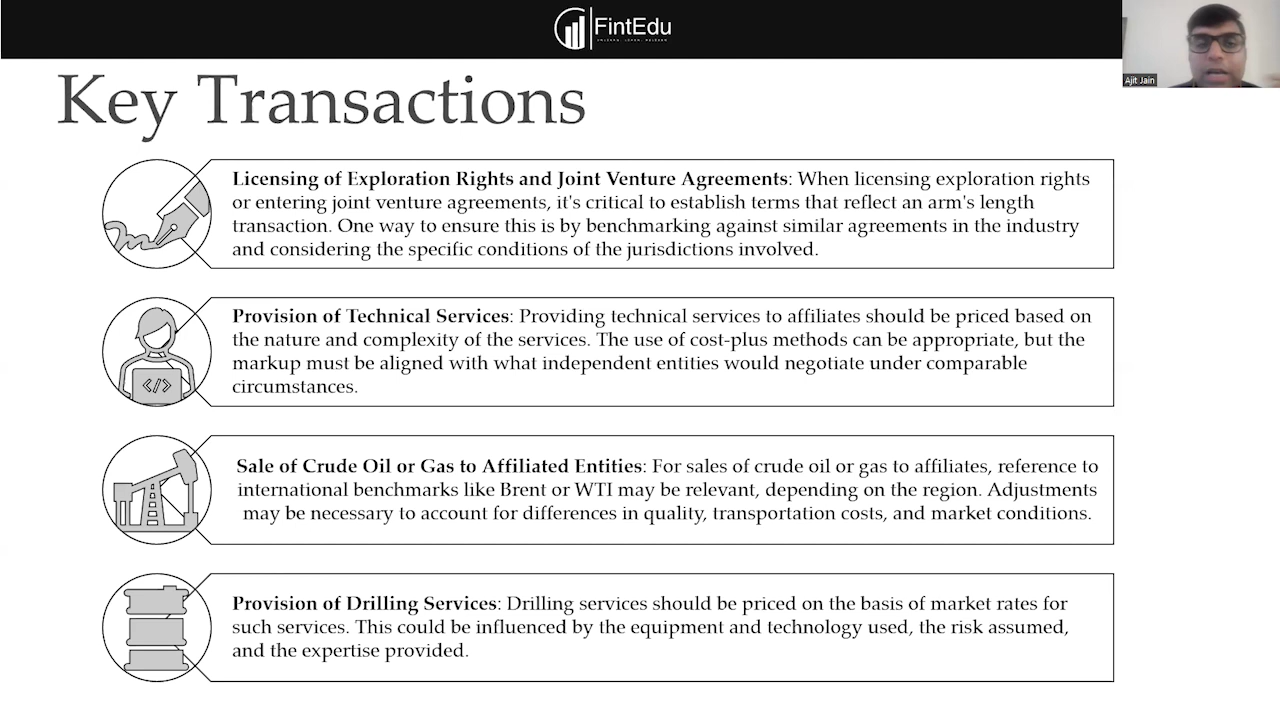 FintEdu
Ajit Jain
Key Transactions
Licensing of Exploration Rights and Joint Venture Agreements: When licensing exploration rights
or entering joint venture agreements, it's critical to establish terms that reflect an arm's length
transaction. One way to ensure this is by benchmarking against similar agreements in the industry
and considering the specific conditions of the jurisdictions involved.
Provision of Technical Services: Providing technical services to affiliates should be priced based on
the nature and complexity of the services. The use of cost-plus methods can be appropriate, but the
markup must be aligned with what independent entities would negotiate under comparable
circumstances.
</>
Sale of Crude Oil or Gas to Affiliated Entities: For sales of crude oil or gas to affiliates, reference to
international benchmarks like Brent or WTI may be relevant, depending on the region. Adjustments
may be necessary to account for differences in quality, transportation costs, and market conditions.
Provision of Drilling Services: Drilling services should be priced on the basis of market rates for
such services. This could be influenced by the equipment and technology used, the risk assumed,
and the expertise provided.